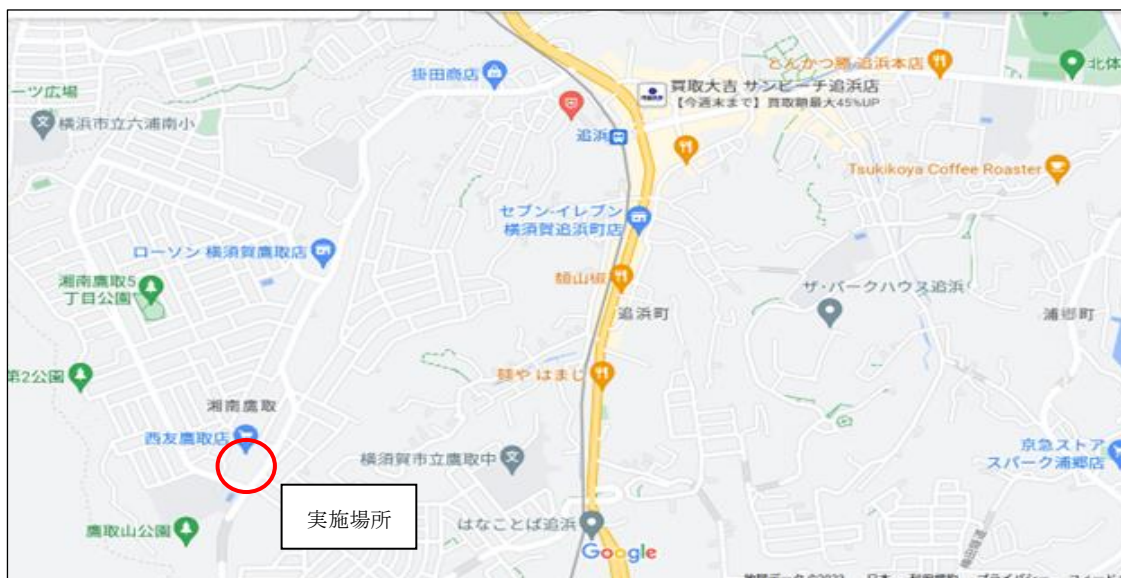 とんかつ勝 追浜本店
北体
掛田商店
買取大吉 サンビーチ追浜店
【今週末まで】買取額最大45%UP
ーツ広場
横浜市立六浦南小
追浜
Tsukikoya Coffee Roaster
セブン-イレブン
横須賀追浜町店
ローソン 横須賀鷹取店
湘南鷹取5
丁目公園
顔山椒
ザ・パークハウス追浜
追浜町
浦郷町
第2公園
麺や はまじ
湘南鷹取
西友鷹取店
横須賀市立鷹取中
京急ストア
スパーク浦郷店
実施場所
鷹取山公園
はなことば追浜
Google